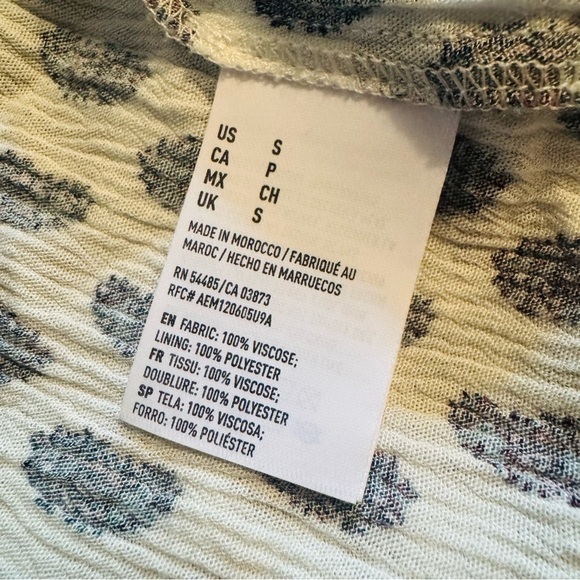 US S
CA P
MX CH
UK S
MADE IN MOROCCO / FABRIQUÉ AU
MAROC / HECHO EN MARRUECOS
RN 54485 / CA 03873
RFC# AEM120605U9A
EN FABRIC: 100% VISCOSE;
LINING: 100% POLYESTER
FR TISSU: 100% VISCOSE;
DOUBLURE: 100% POLYESTER
SP TELA: 100% VISCOSA;
FORRO: 100% POLIÉSTER